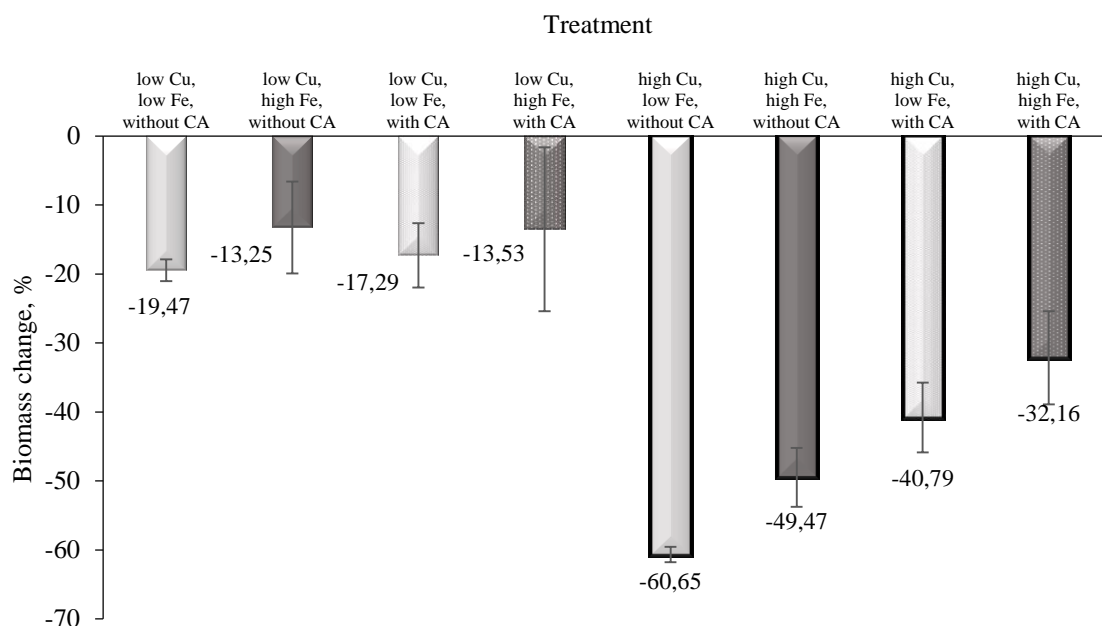 Treatment
low Cu,
low Fe,
without CA
low Cu,
high Fe,
without CA
low Cu,
low Fe,
with CA
low Cu,
high Fe,
with CA
high Cu,
low Fe,
without CA
high Cu,
high Fe,
without CA
high Cu,
low Fe,
with CA
high Cu,
high Fe,
with CA
Biomass change, %
0
-10
-20
-30
-40
-50
-60
-70
-19,47
-13,25
-17,29
-13,53
-60,65
-49,47
-40,79
-32,16